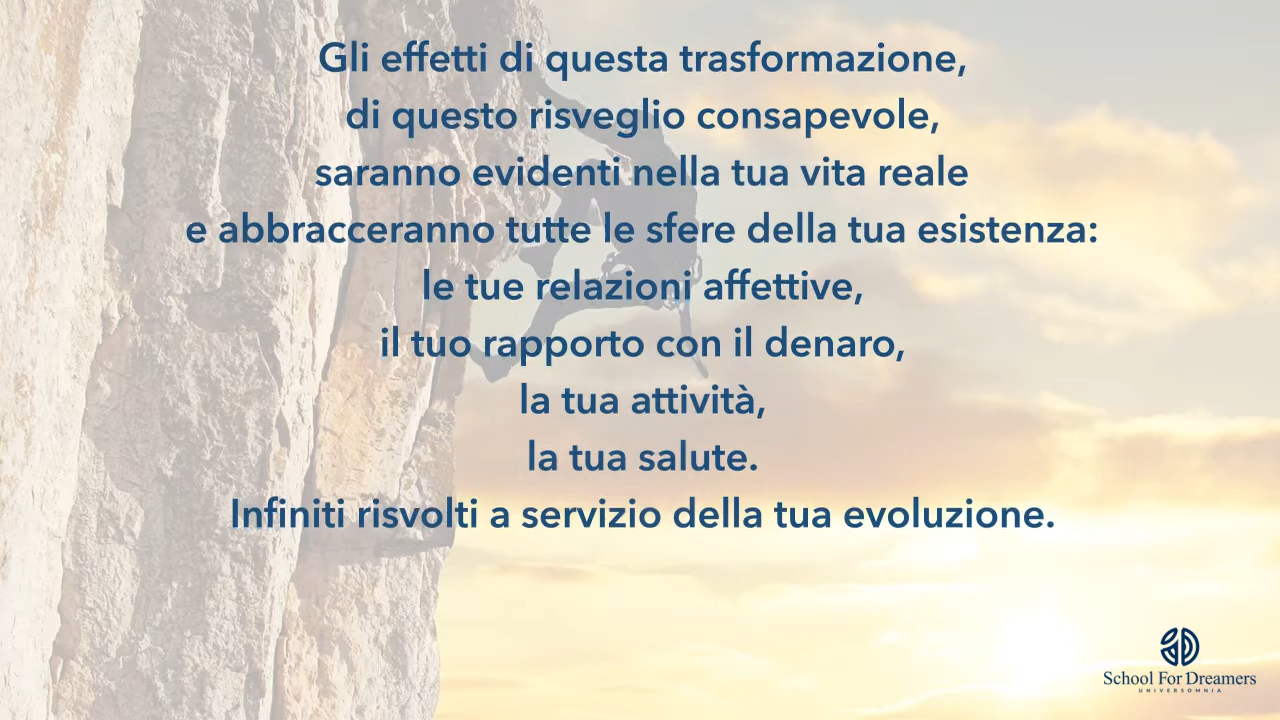 Gli effetti di questa trasformazione,
di questo risveglio consapevole,
saranno evidenti nella tua vita reale
e abbracceranno tutte le sfere della tua esistenza:
le tue relazioni affettive,
il tuo rapporto con il denaro,
la tua attività,
la tua salute.
Infiniti risvolti a servizio della tua evoluzione.
School For Dreamers
UNIVERSOMNIA